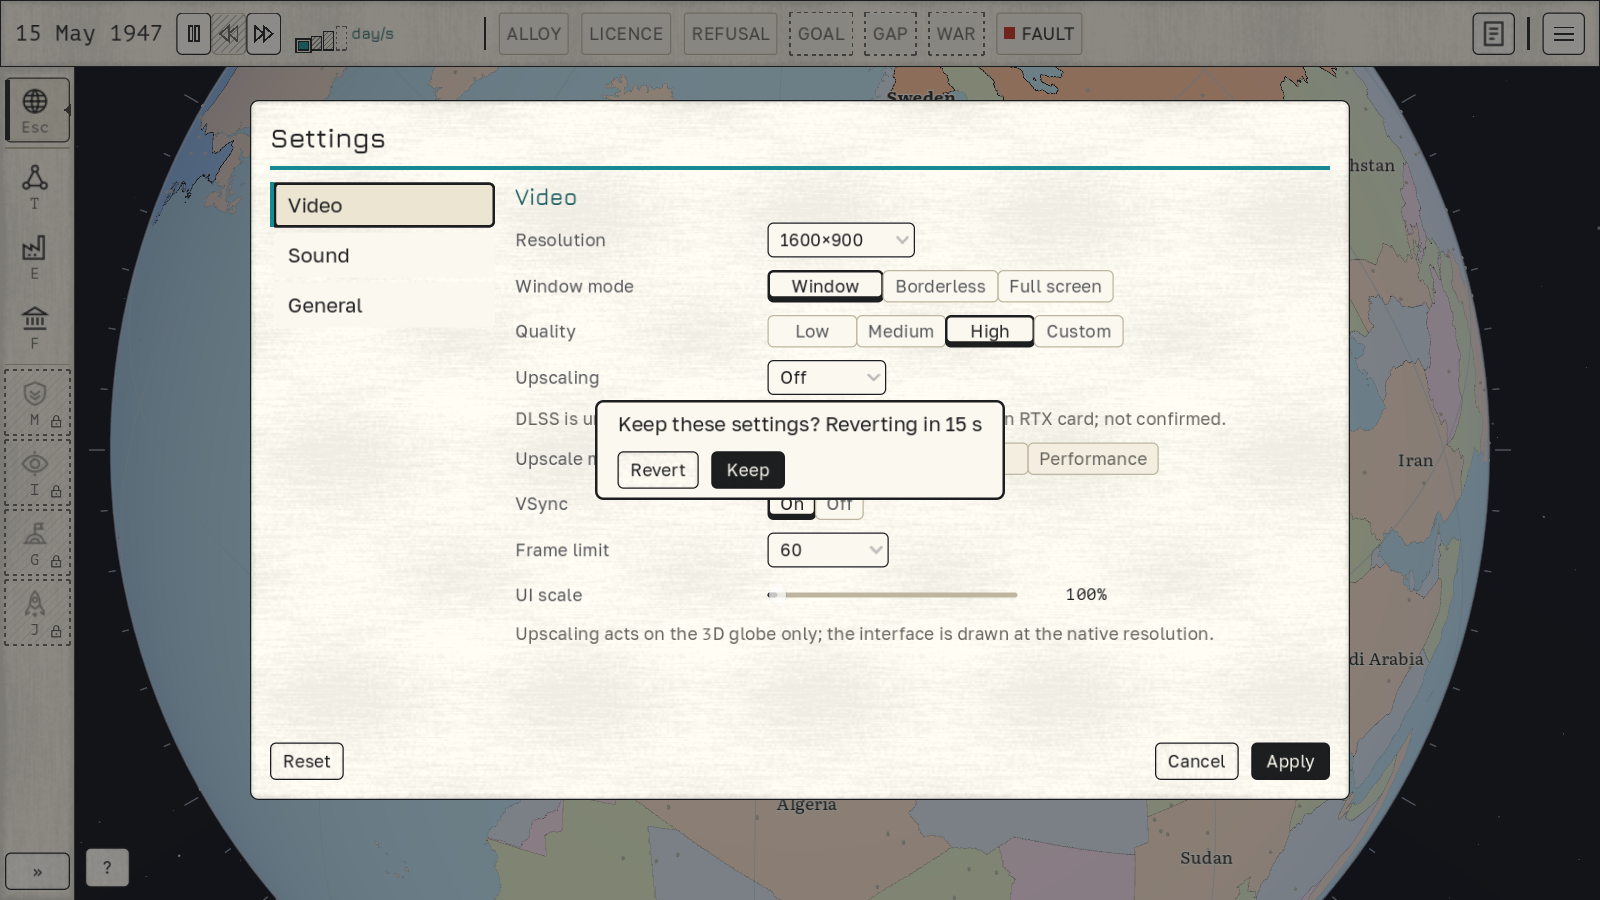 15 May 1947 day/s ALLOY LICENCE REFUSAL GOAL GAP WAR FAULT
Esc
T
E
F
M
I
G
J
»
?
Sweden
hstan
Iran
di Arabia
Algeria
Sudan
Settings
Video
Sound
General
Video
Resolution 1600×900
Window mode Window Borderless Full screen
Quality Low Medium High Custom
Upscaling Off
DLSS is u n RTX card; not confirmed.
Keep these settings? Reverting in 15 s
Revert Keep
Upscale Performance
VSync On Off
Frame limit 60
UI scale 100%
Upscaling acts on the 3D globe only; the interface is drawn at the native resolution.
Reset Cancel Apply